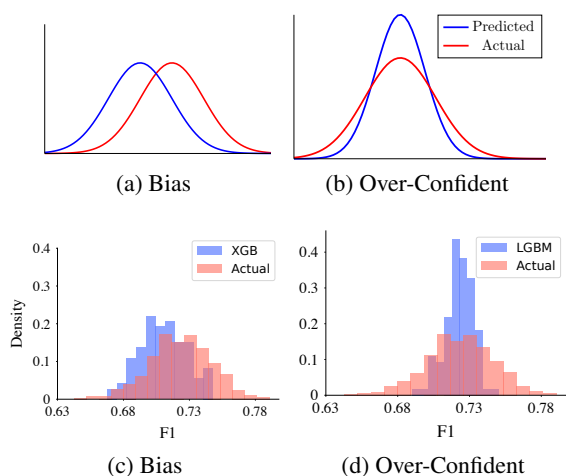 Predicted
Actual
(a) Bias
(b) Over-Confident
0.4
0.3
0.2
0.1
0
Density
XGB
Actual
0.63
0.68
0.73
0.78
F1
(c) Bias
0.4
0.3
0.2
0.1
0
LGBM
Actual
0.63
0.68
0.73
0.78
F1
(d) Over-Confident